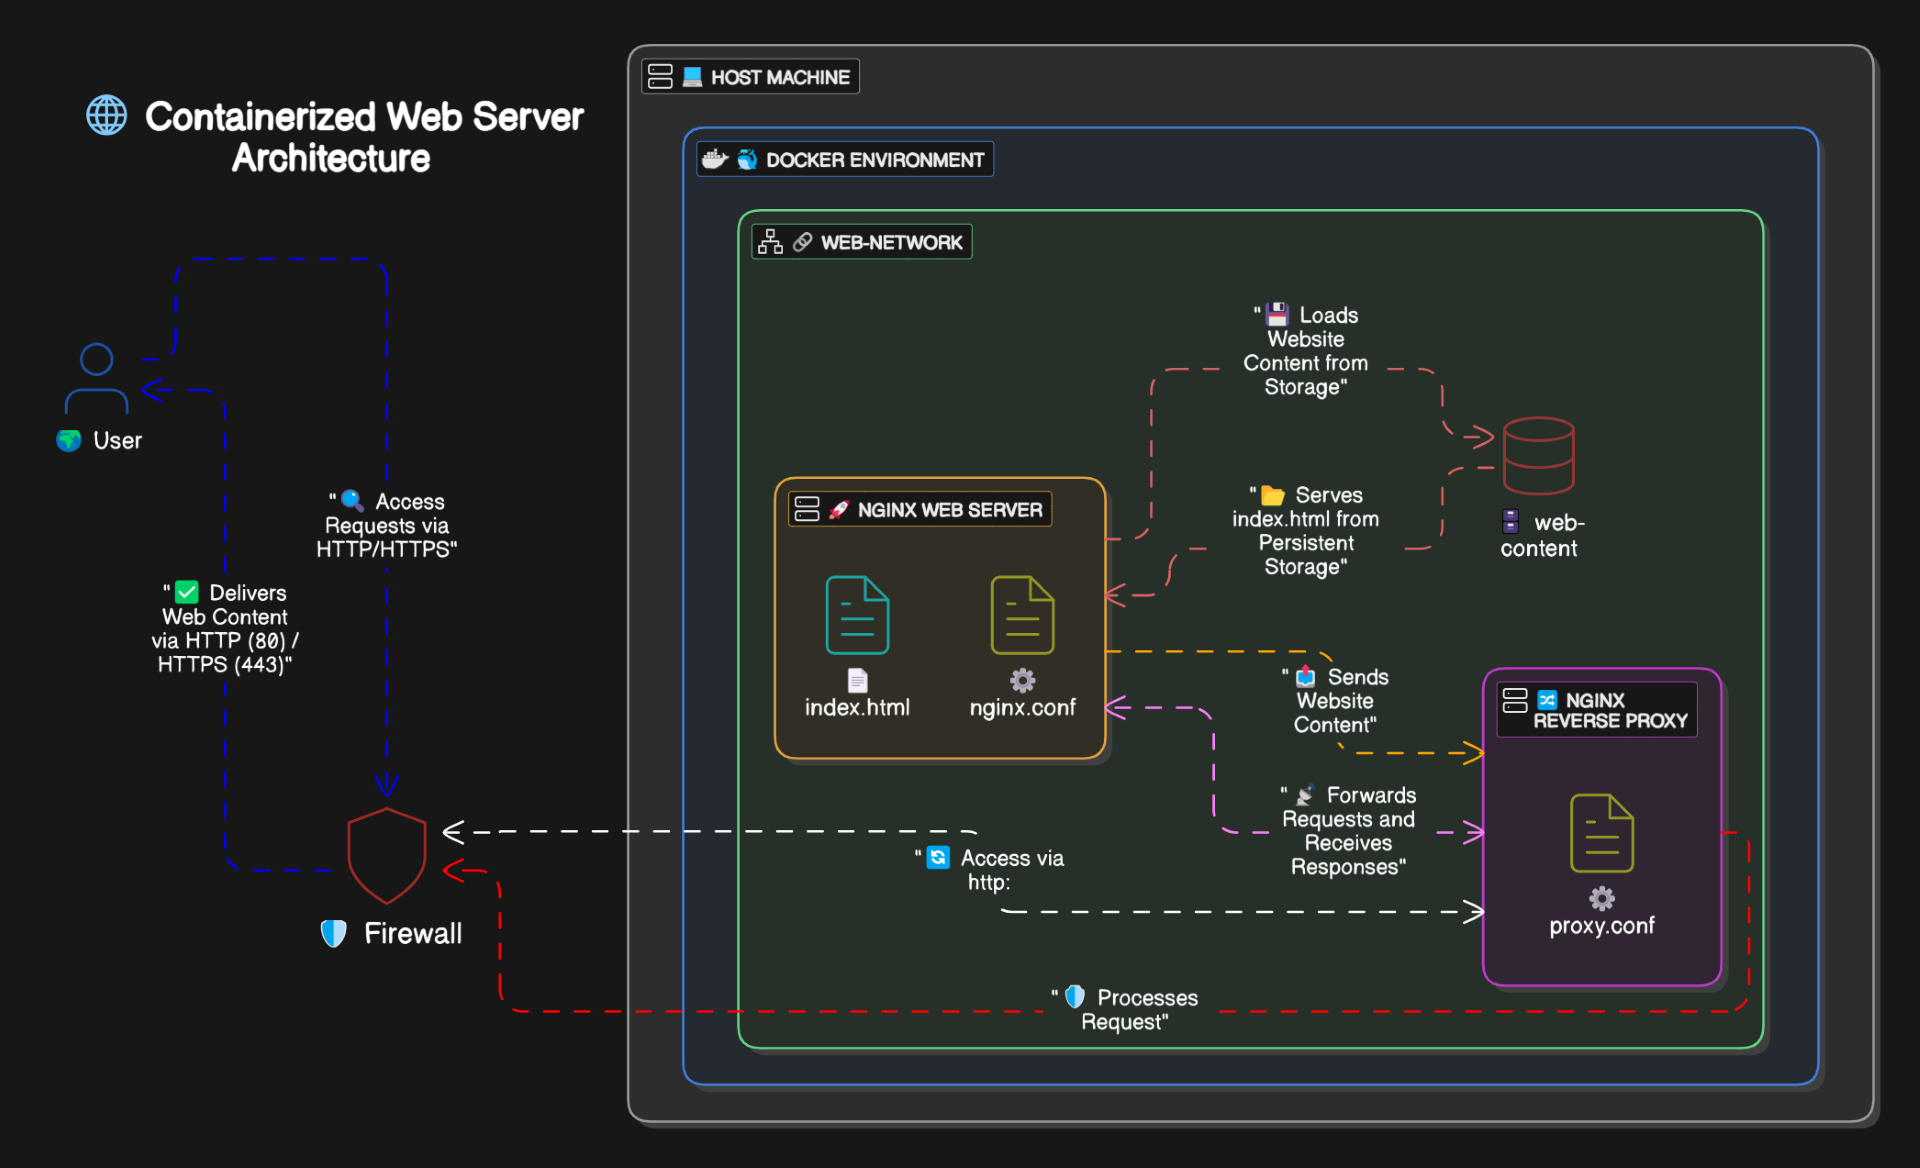 Containerized Web Server
Architecture
HOST MACHINE
DOCKER ENVIRONMENT
WEB-NETWORK
" Loads
Website
Content from
Storage"
User
" Access
Requests via
HTTP/HTTPS"
" Serves
index.html from
Persistent
Storage"
web-
content
NGINX WEB SERVER
index.html
nginx.conf
" Delivers
Web Content
via HTTP (80) /
HTTPS (443)"
" Sends
Website
Content"
NGINX
REVERSE PROXY
" Forwards
Requests and
Receives
Responses"
" Access via
http:
proxy.conf
Firewall
" Processes
Request"